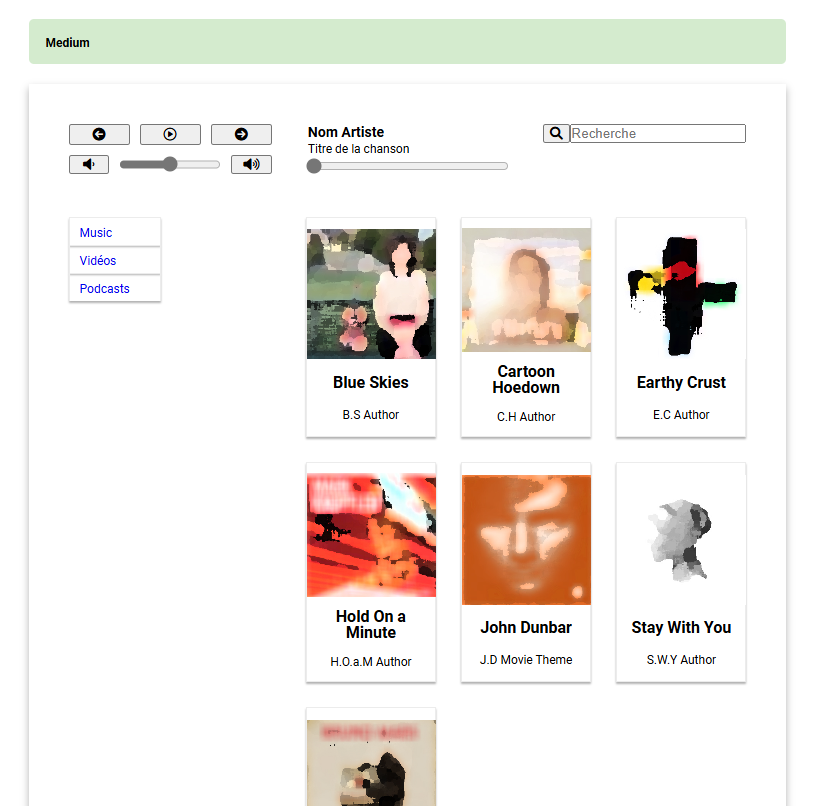 Medium
Nom Artiste
Titre de la chanson
Recherche
Music
Vidéos
Podcasts
Blue Skies
B.S Author
Cartoon
Hoedown
C.H Author
Earthy Crust
E.C Author
Hold On a
Minute
H.O.a.M Author
John Dunbar
J.D Movie Theme
Stay With You
S.W.Y Author